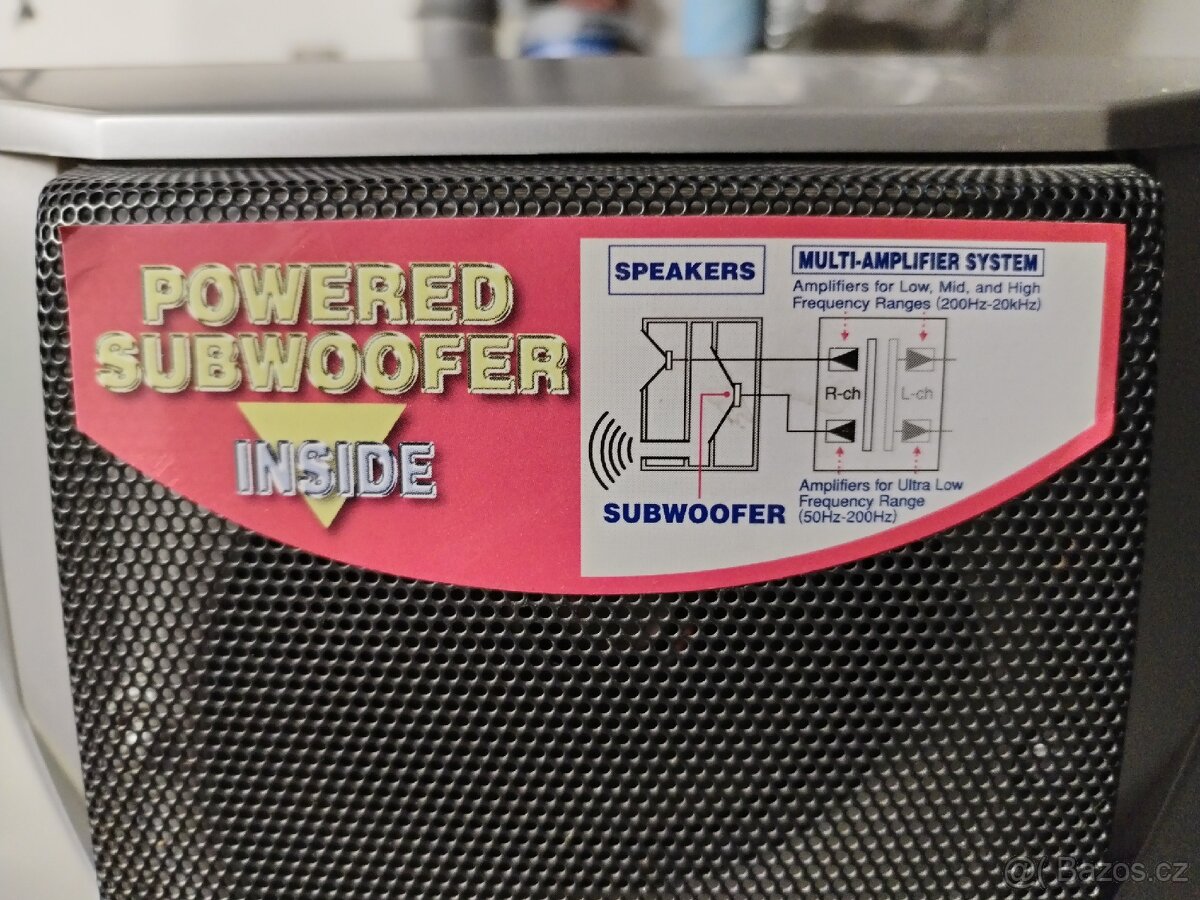 POWERED
SUBWOOFER
INSIDE
SPEAKERS
MULTI-AMPLIFIER SYSTEM
Amplifiers for Low, Mid, and High
Frequency Ranges (200Hz-20kHz)
R-ch
L-ch
Amplifiers for Ultra Low
Frequency Range
(50Hz-200Hz)
SUBWOOFER
@( Bazos.cz